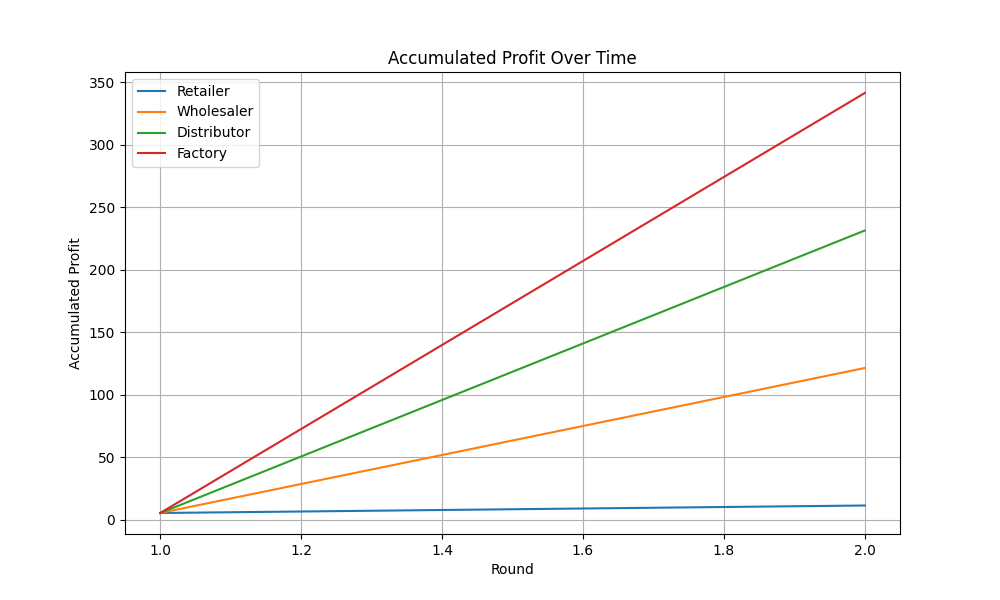 Accumulated Profit Over Time
Accumulated Profit
350
300
250
200
150
100
50
0
Retailer
Wholesaler
Distributor
Factory
1.0 1.2 1.4 1.6 1.8 2.0
Round